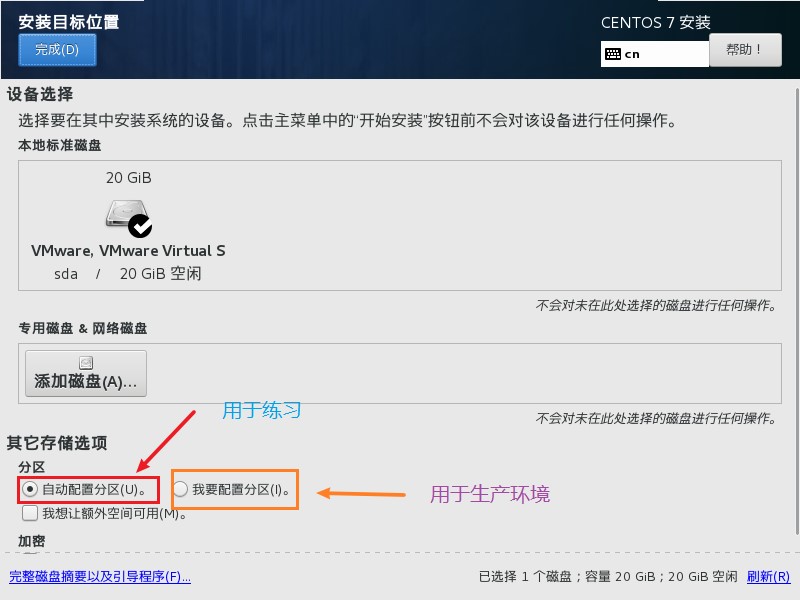 安装目标位置
CENTOS 7 安装
完成(D)
cn
帮助！
设备选择
选择要在其中安装系统的设备。点击主菜单中的“开始安装”按钮前不会对该设备进行任何操作。
本地标准磁盘
20 GiB
VMware, VMware Virtual S
sda / 20 GiB 空闲
不会对未在此处选择的磁盘进行任何操作。
专用磁盘 & 网络磁盘
添加磁盘(A)...
用于练习
不会对未在此处选择的磁盘进行任何操作。
其它存储选项
分区
自动配置分区(U)。
我要配置分区(I)。
用于生产环境
我想让额外空间可用(M)。
加密
完整磁盘摘要以及引导程序(F)...
已选择 1 个磁盘；容量 20 GiB；20 GiB 空闲
刷新(R)